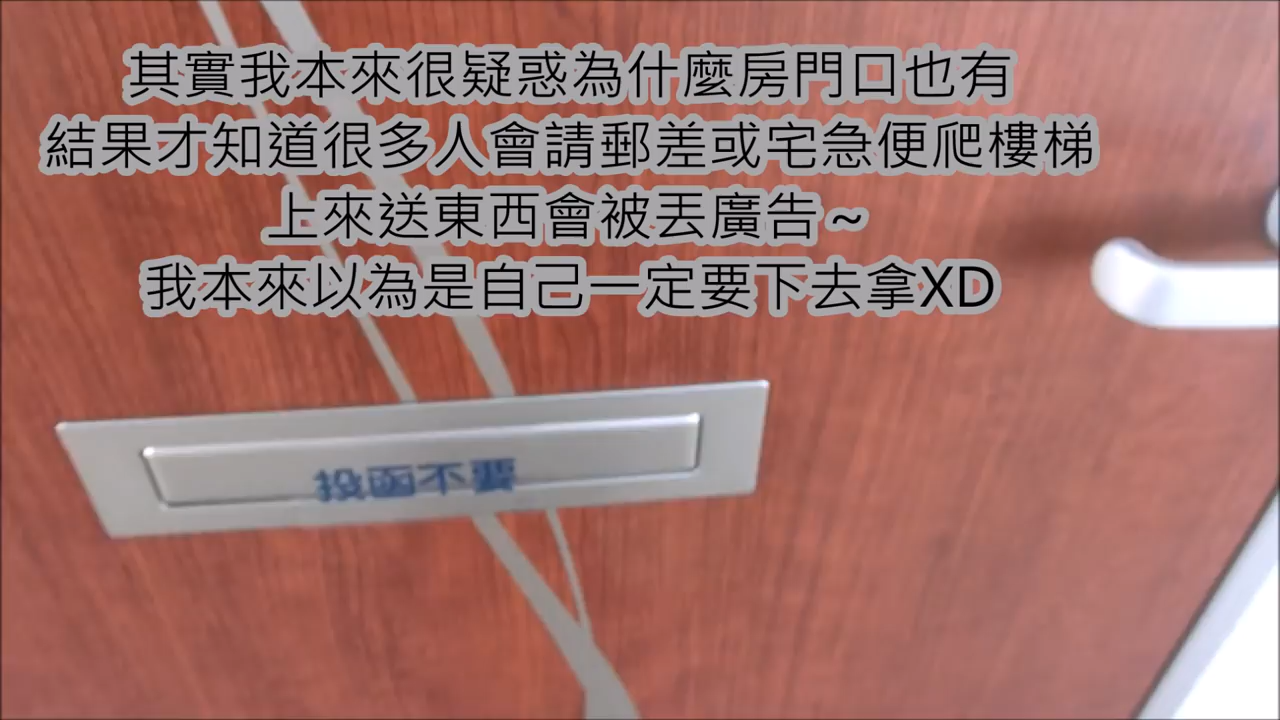 其實我本來很疑惑為什麼房門口也有
結果才知道很多人會請郵差或宅急便爬樓梯
上來送東西會被丟廣告～
我本來以為是自己一定要下去拿XD
投函不要